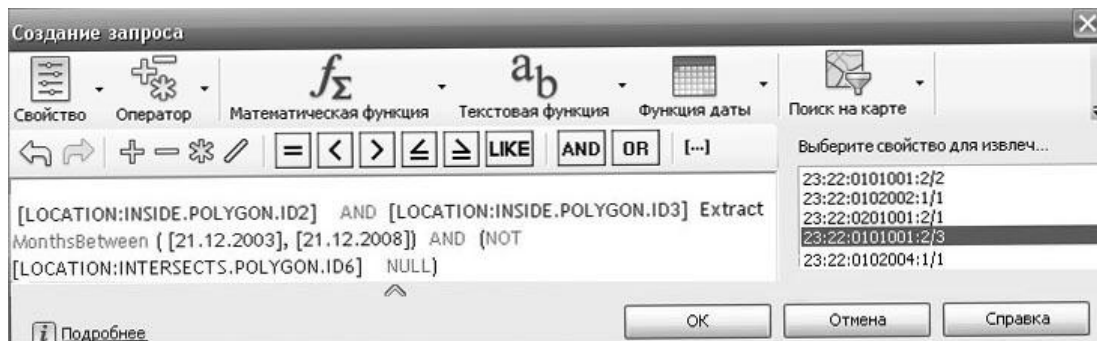 Создание запроса
Свойство Оператор Математическая функция Текстовая функция Функция даты Поиск на карте
= < > ≤ ≥ LIKE AND OR [...]
Выберите свойство для извлеч...
[LOCATION:INSIDE.POLYGON.ID2] AND [LOCATION:INSIDE.POLYGON.ID3] Extract
MonthsBetween ( [21.12.2003], [21.12.2008]) AND (NOT
[LOCATION:INTERSECTS.POLYGON.ID6] NULL)
23:22:0101001:2/2
23:22:0102002:1/1
23:22:0201001:2/1
23:22:0101001:2/3
23:22:0102004:1/1
Подробнее
ОК Отмена Справка